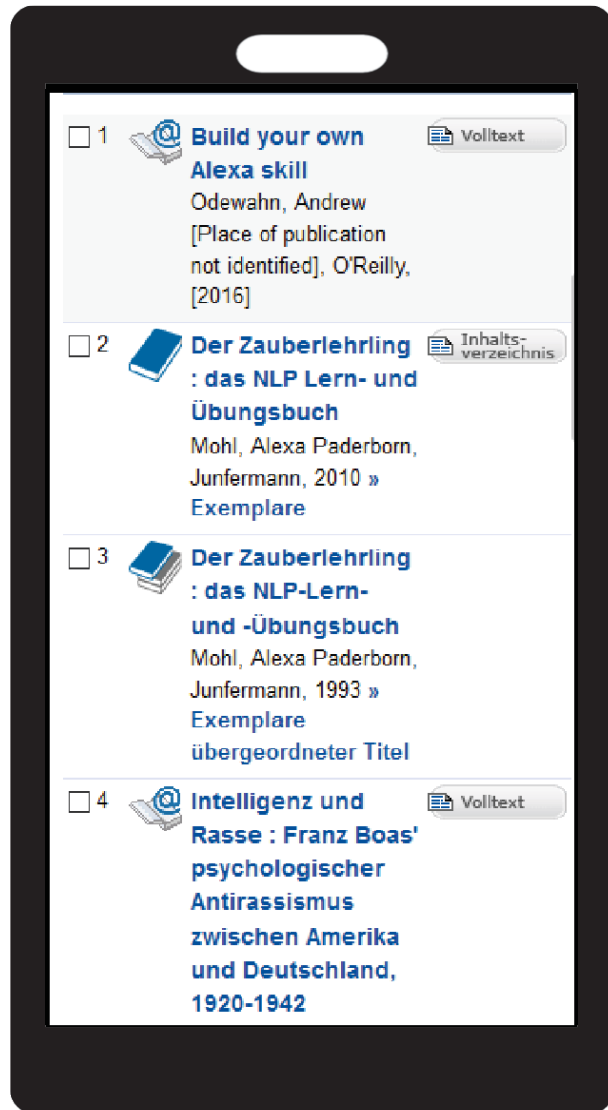 1
Build your own
Alexa skill
Odewahn, Andrew
[Place of publication
not identified], O'Reilly,
[2016]
Volltext
2
Der Zauberlehrling
: das NLP Lern- und
Übungsbuch
Mohl, Alexa Paderborn,
Junfermann, 2010 »
Exemplare
Inhalts-
verzeichnis
3
Der Zauberlehrling
: das NLP-Lern-
und -Übungsbuch
Mohl, Alexa Paderborn,
Junfermann, 1993 »
Exemplare
übergeordneter Titel
4
Intelligenz und
Rasse : Franz Boas'
psychologischer
Antirassismus
zwischen Amerika
und Deutschland,
1920-1942
Volltext